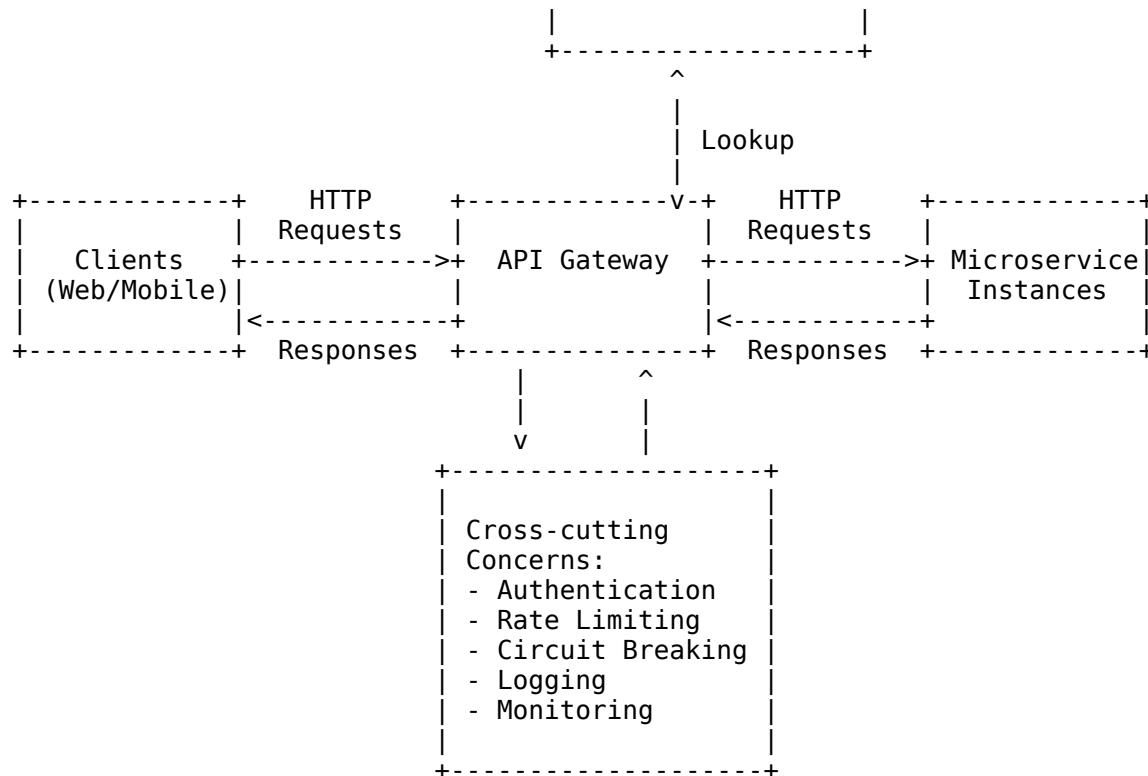 Lookup
HTTP HTTP
Requests Requests
Clients API Gateway Microservice
(Web/Mobile) Instances
Responses Responses
Cross-cutting
Concerns:
- Authentication
- Rate Limiting
- Circuit Breaking
- Logging
- Monitoring